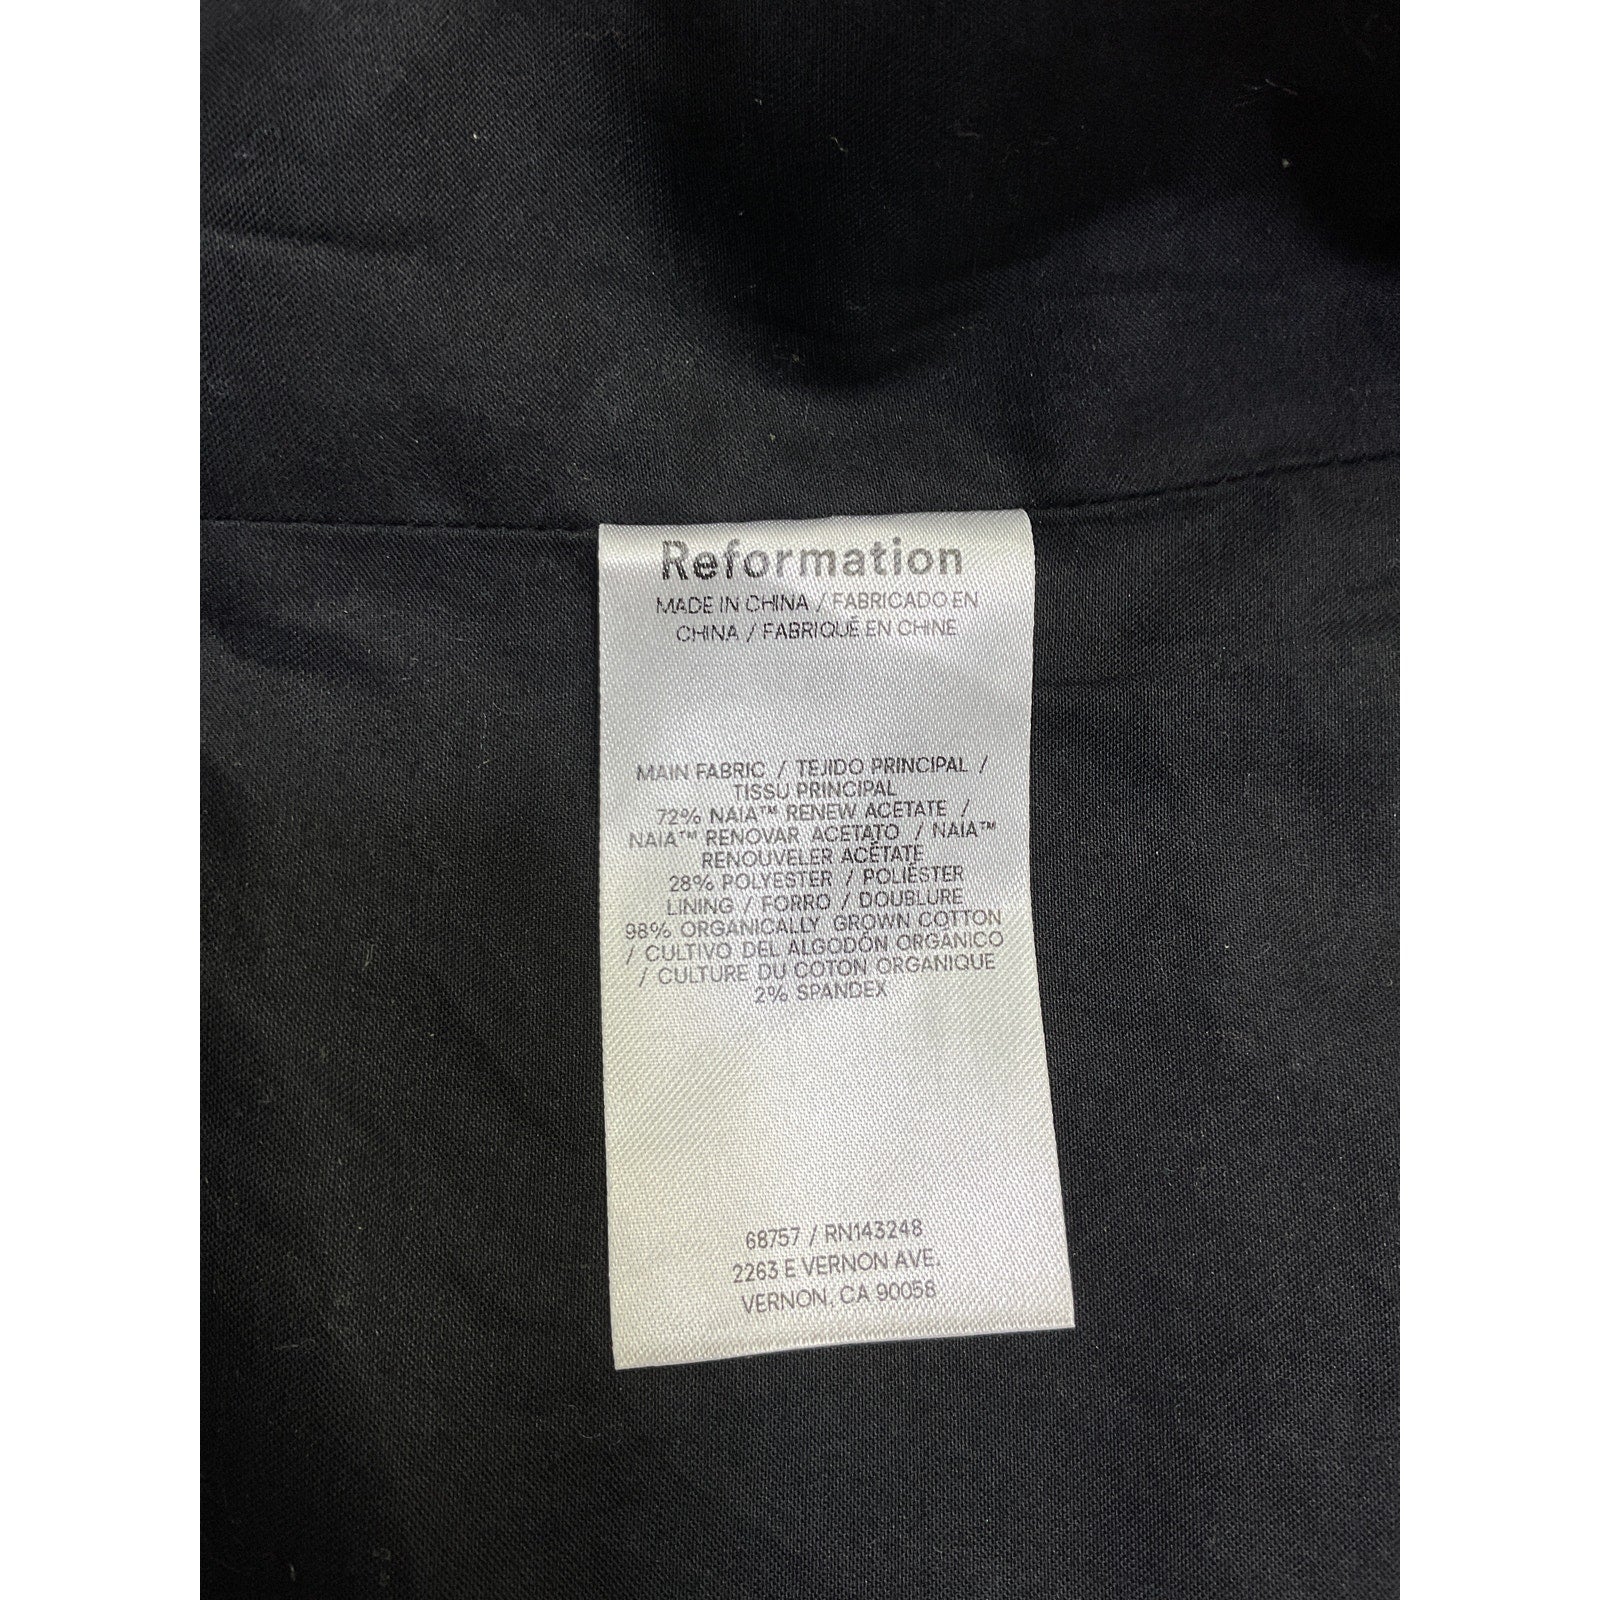 Reformation
MADE IN CHINA / FABRICADO EN
CHINA / FABRIQUÉ EN CHINE
MAIN FABRIC / TEJIDO PRINCIPAL /
TISSU PRINCIPAL
72% NAIA™ RENEW ACETATE /
NAIA™ RENOVAR ACETATO / NAIA™
RENOUVELER ACÉTATE
28% POLYESTER / POLIÉSTER
LINING / FORRO / DOUBLURE
98% ORGANICALLY GROWN COTTON
/ CULTIVO DEL ALGODÓN ORGÁNICO
/ CULTURE DU COTON ORGANIQUE
2% SPANDEX
68757 / RN143248
2263 E VERNON AVE.
VERNON, CA 90058